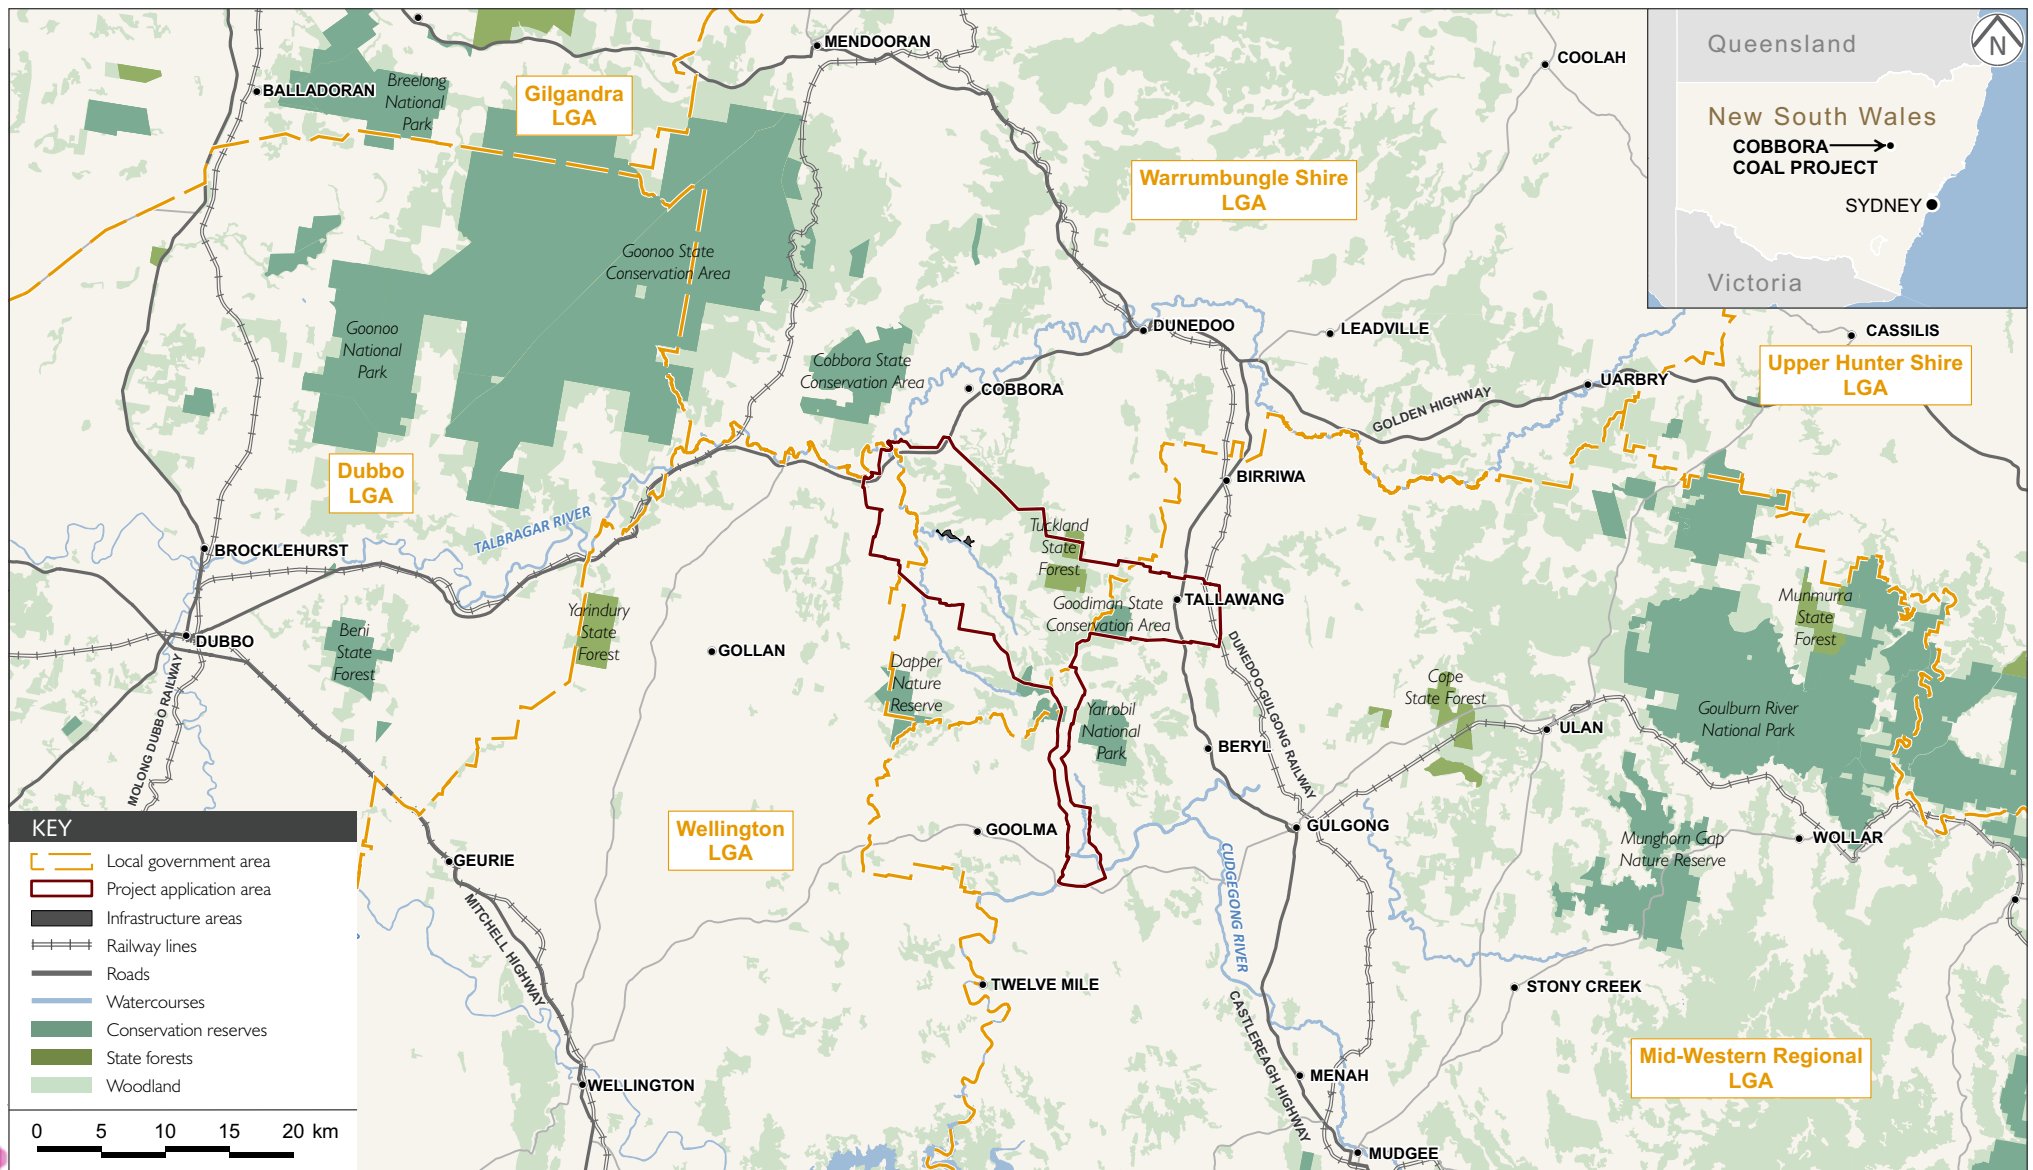 MENDOORAN
COOLAH
BALLADORAN
Breelong
National
Park
Gilgandra
LGA
Queensland
N
New South Wales
COBBORA
COAL PROJECT
SYDNEY
Victoria
Warrumbungle Shire
LGA
Goonoo State
Conservation Area
Goonoo
National
Park
DUNEDOO
LEADVILLE
CASSILIS
Upper Hunter Shire
LGA
Cobbora State
Conservation Area
COBBORA
UARBRY
GOLDEN HIGHWAY
Dubbo
LGA
BIRRIWA
TALBRAGAR RIVER
Tuckland
State
Forest
BROCKLEHURST
Goodiman State
Conservation Area
TALLAWANG
Munmurra
State
Forest
Yarindury
State
Forest
Beni
State
Forest
DUBBO
GOLLAN
MOLONG DUBBO RAILWAY
Dapper
Nature
Reserve
DUNEDOO-GULGONG RAILWAY
Cope
State Forest
Yarrobil
National
Park
Goulburn River
National Park
ULAN
BERYL
Wellington
LGA
GOOLMA
GULGONG
Munghorn Gap
Nature Reserve
WOLLAR
CUDGEGONG RIVER
GEURIE
MITCHELL HIGHWAY
TWELVE MILE
STONY CREEK
CASTLEREAGH HIGHWAY
Mid-Western Regional
LGA
MENAH
WELLINGTON
MUDGEE
KEY
Local government area
Project application area
Infrastructure areas
Railway lines
Roads
Watercourses
Conservation reserves
State forests
Woodland
0 5 10 15 20 km